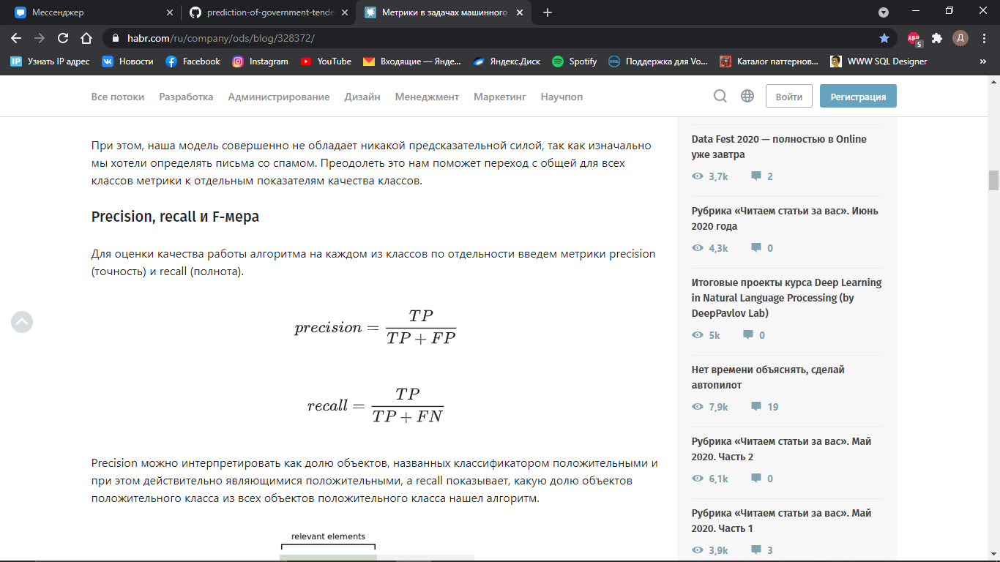 Мессенджер
prediction-of-government-tende
Метрики в задачах машинного
habr.com/ru/company/ods/blog/328372/
ABP
5
Д
IP Узнать IP адрес
Новости
Facebook
Instagram
YouTube
Входящие — Янде...
Яндекс.Диск
Spotify
Поддержка для Vo...
Каталог паттернов...
WWW SQL Designer
»
Все потоки
Разработка
Администрирование
Дизайн
Менеджмент
Маркетинг
Научпоп
Войти
Регистрация
При этом, наша модель совершенно не обладает никакой предсказательной силой, так как изначально
мы хотели определять письма со спамом. Преодолеть это нам поможет переход с общей для всех
классов метрики к отдельным показателям качества классов.
Precision, recall и F-мера
Для оценки качества работы алгоритма на каждом из классов по отдельности введем метрики precision
(точность) и recall (полнота).
precision = TP / TP + FP
recall = TP / TP + FN
Precision можно интерпретировать как долю объектов, названных классификатором положительными и
при этом действительно являющимися положительными, а recall показывает, какую долю объектов
положительного класса из всех объектов положительного класса нашел алгоритм.
relevant elements
Data Fest 2020 — полностью в Online
уже завтра
3,7k 2
Рубрика «Читаем статьи за вас». Июнь
2020 года
4,3k 0
Итоговые проекты курса Deep Learning
in Natural Language Processing (by
DeepPavlov Lab)
5k 0
Нет времени объяснять, сделай
автопилот
7,9k 19
Рубрика «Читаем статьи за вас». Май
2020. Часть 2
6,1k 0
Рубрика «Читаем статьи за вас». Май
2020. Часть 1
3,9k 3